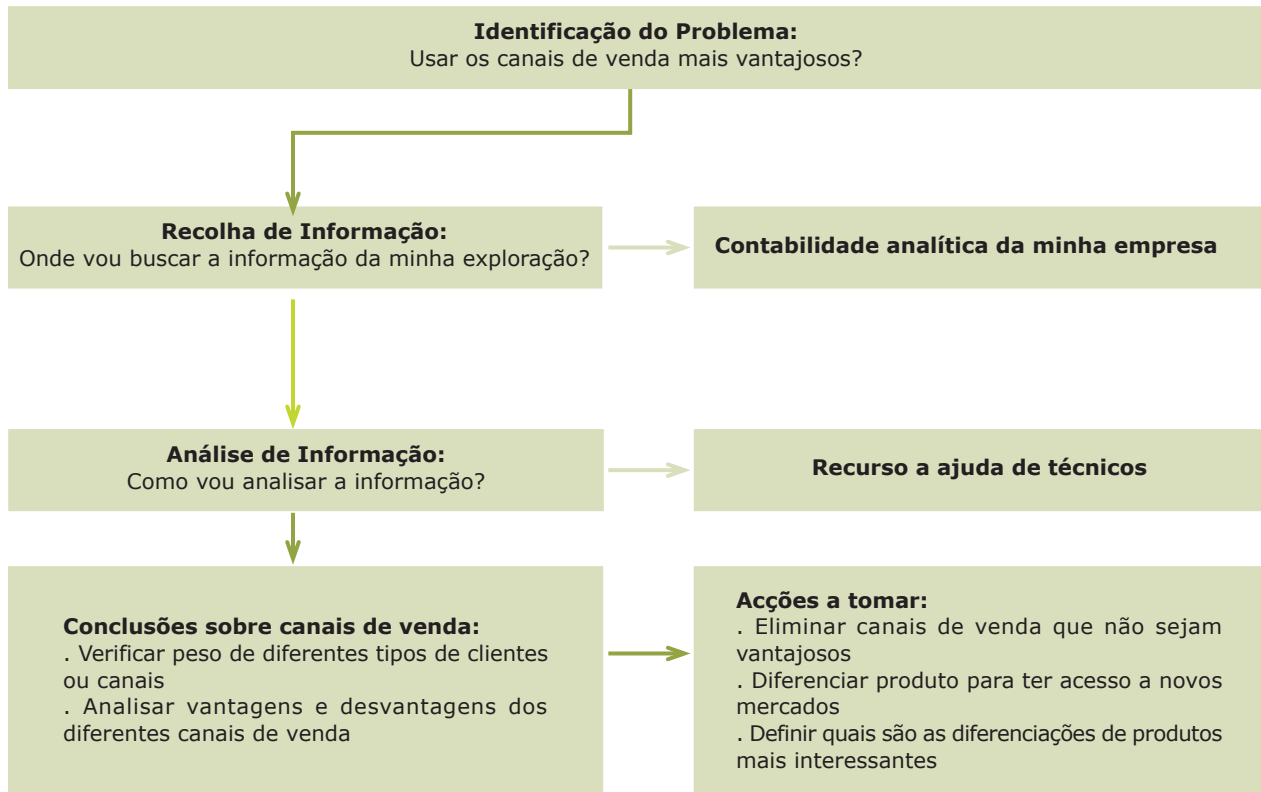 Identificação do Problema:
Usar os canais de venda mais vantajosos?
Recolha de Informação:
Onde vou buscar a informação da minha exploração?
Contabilidade analítica da minha empresa
Análise de Informação:
Como vou analisar a informação?
Recurso a ajuda de técnicos
Conclusões sobre canais de venda:
. Verificar peso de diferentes tipos de clientes
ou canais
. Analisar vantagens e desvantagens dos
diferentes canais de venda
Acções a tomar:
. Eliminar canais de venda que não sejam
vantajosos
. Diferenciar produto para ter acesso a novos
mercados
. Definir quais são as diferenciações de produtos
mais interessantes